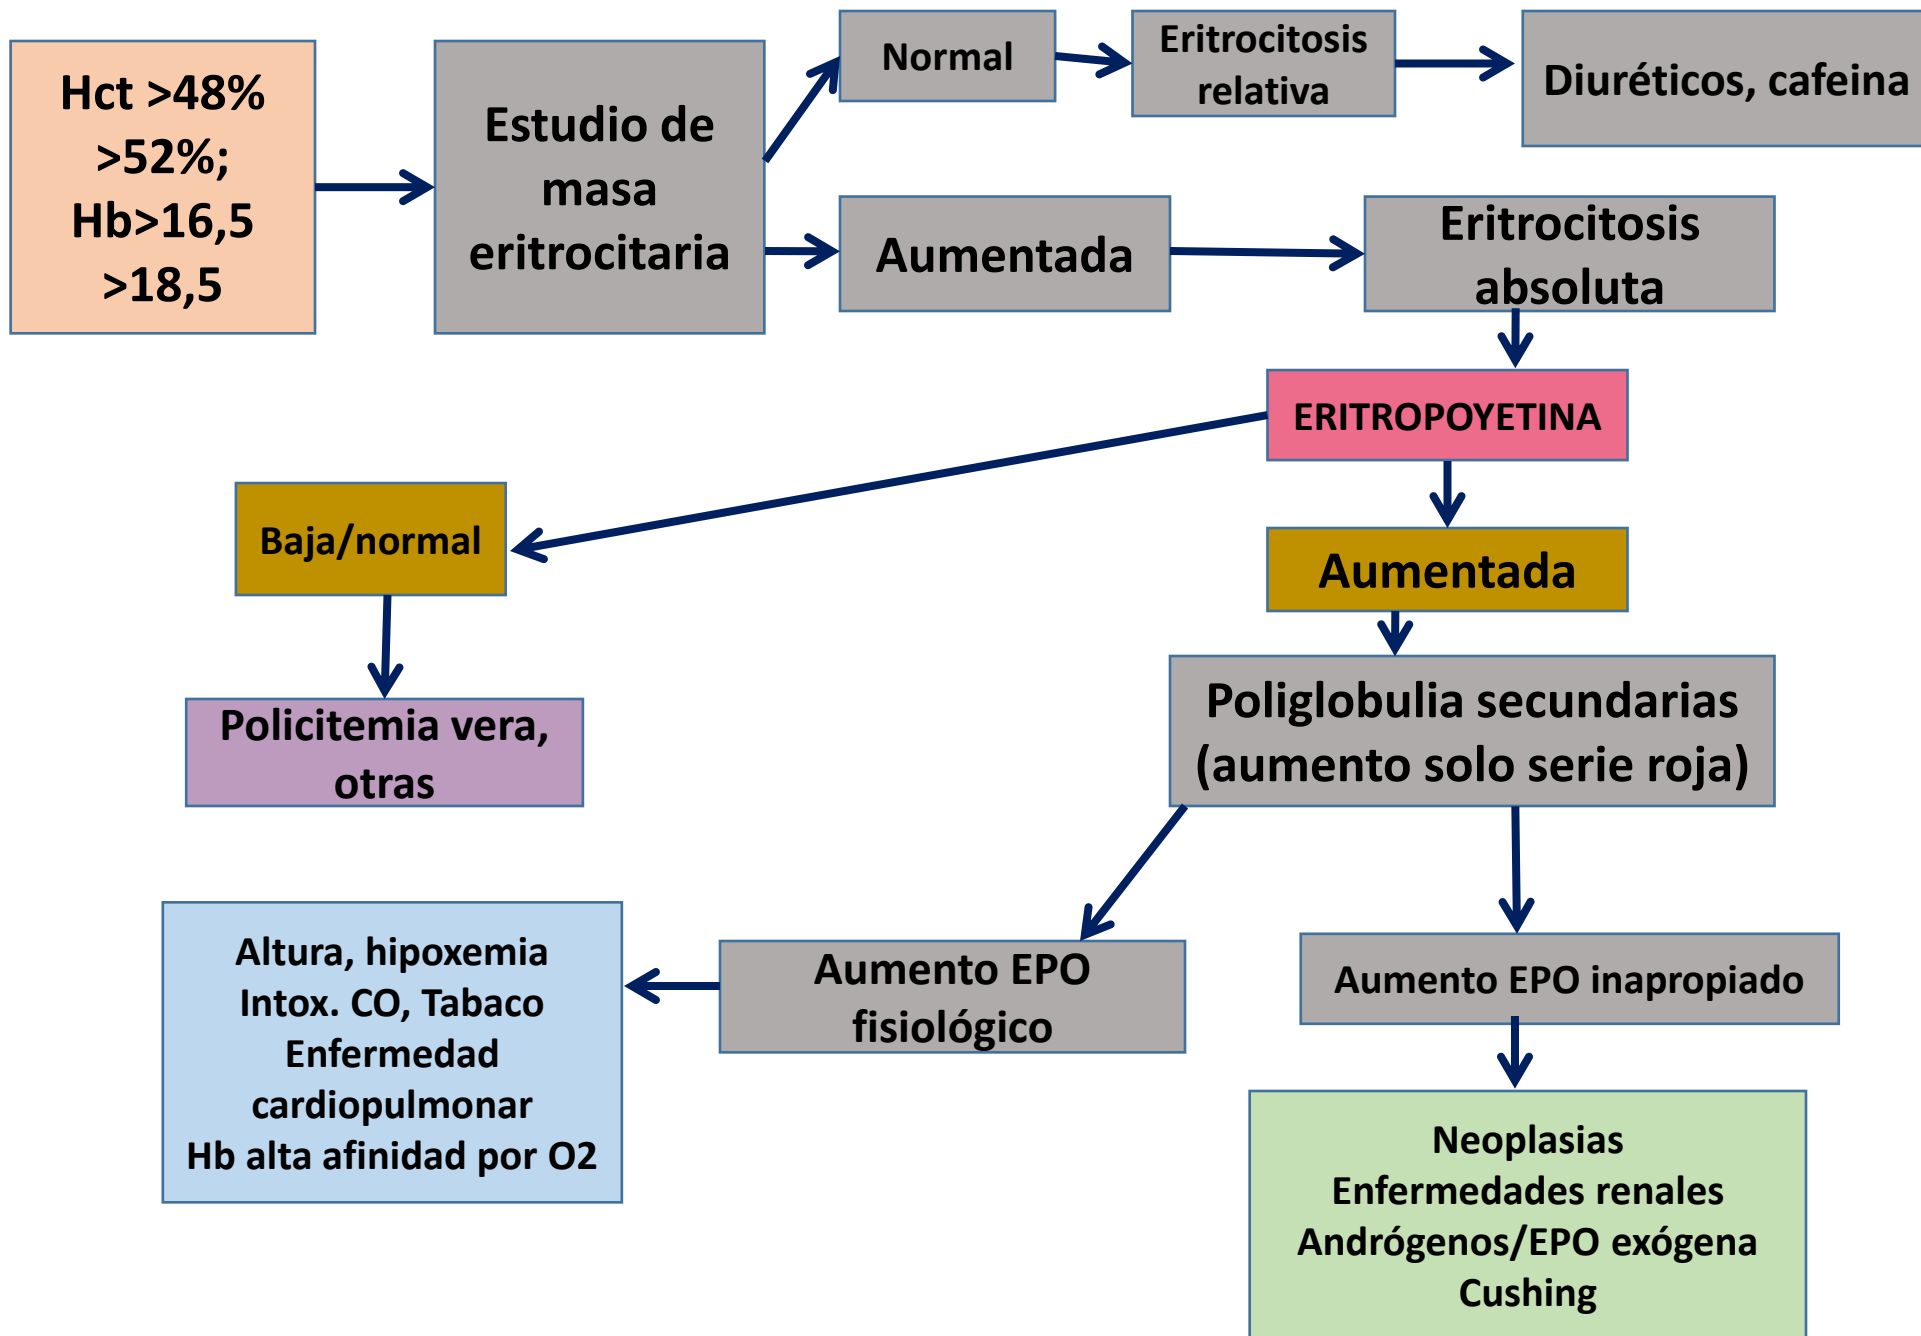 Hct >48%
>52%;
Hb>16,5
>18,5
Estudio de
masa
eritrocitaria
Normal
Eritrocitosis
relativa
Diuréticos, cafeina
Aumentada
Eritrocitosis
absoluta
ERITROPOYETINA
Baja/normal
Aumentada
Policitemia vera,
otras
Poliglobulia secundarias
(aumento solo serie roja)
Aumento EPO
fisiológico
Altura, hipoxemia
Intox. CO, Tabaco
Enfermedad
cardiopulmonar
Hb alta afinidad por O2
Aumento EPO inapropiado
Neoplasias
Enfermedades renales
Andrógenos/EPO exógena
Cushing